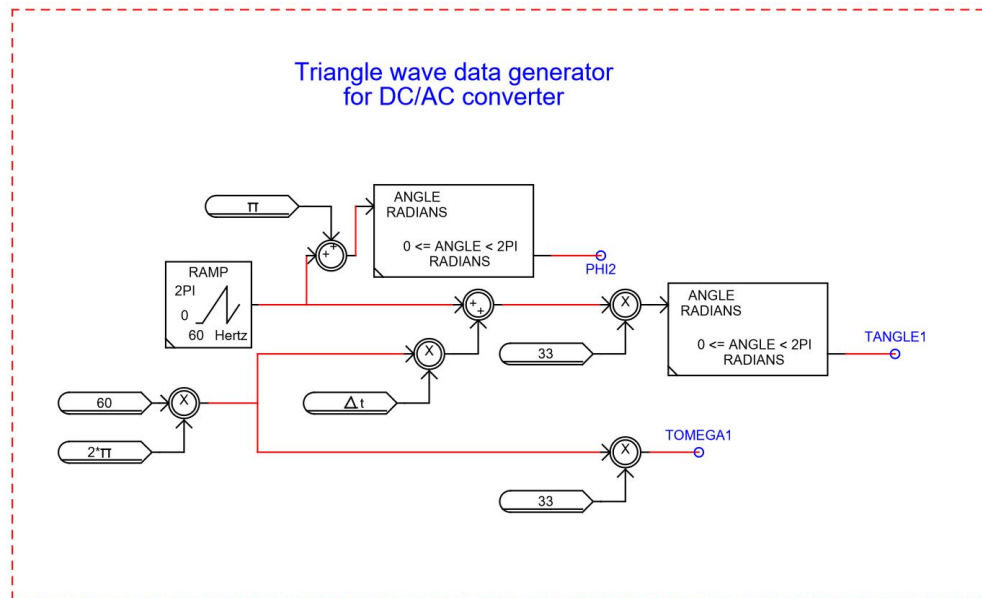 Triangle wave data generator
for DC/AC converter
π
ANGLE
RADIANS
0 <= ANGLE < 2PI
RADIANS
PHI2
+
+
RAMP
2PI
0
60 Hertz
+
+
X
33
ANGLE
RADIANS
0 <= ANGLE < 2PI
RADIANS
TANGLE1
X
Δt
60
X
2*π
X
TOMEGA1
33